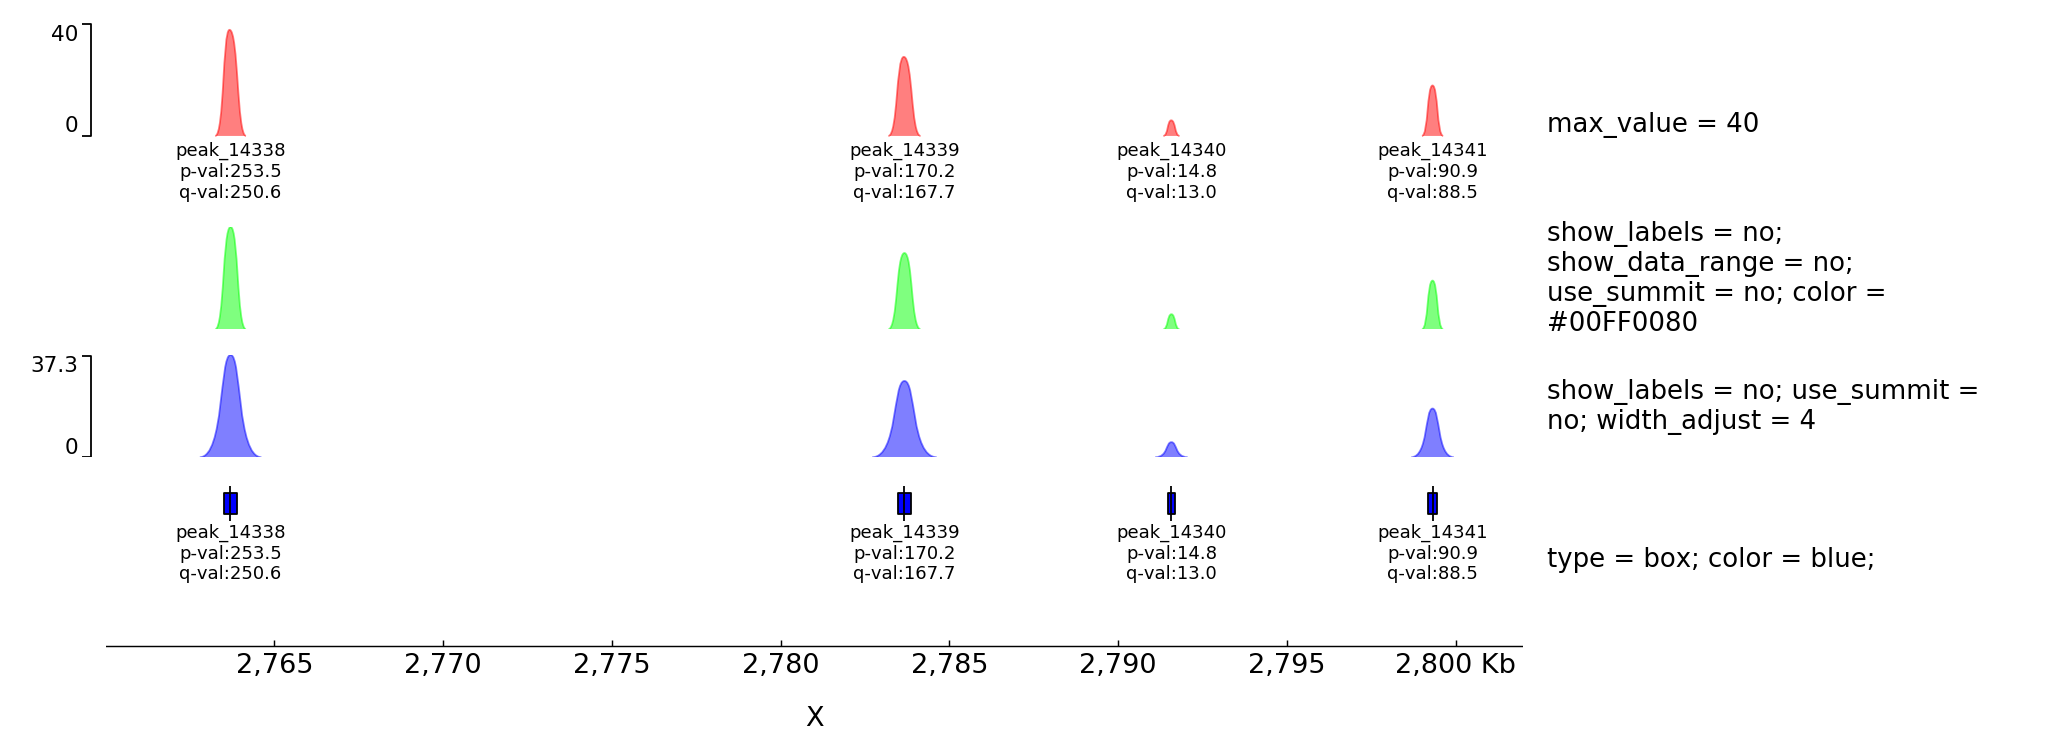 40
0
peak_14338
p-val:253.5
q-val:250.6
peak_14339
p-val:170.2
q-val:167.7
peak_14340
p-val:14.8
q-val:13.0
peak_14341
p-val:90.9
q-val:88.5
max_value = 40
show_labels = no;
show_data_range = no;
use_summit = no; color =
#00FF0080
37.3
0
show_labels = no; use_summit =
no; width_adjust = 4
peak_14338
p-val:253.5
q-val:250.6
peak_14339
p-val:170.2
q-val:167.7
peak_14340
p-val:14.8
q-val:13.0
peak_14341
p-val:90.9
q-val:88.5
type = box; color = blue;
2,765 2,770 2,775 2,780 2,785 2,790 2,795 2,800 Kb
X